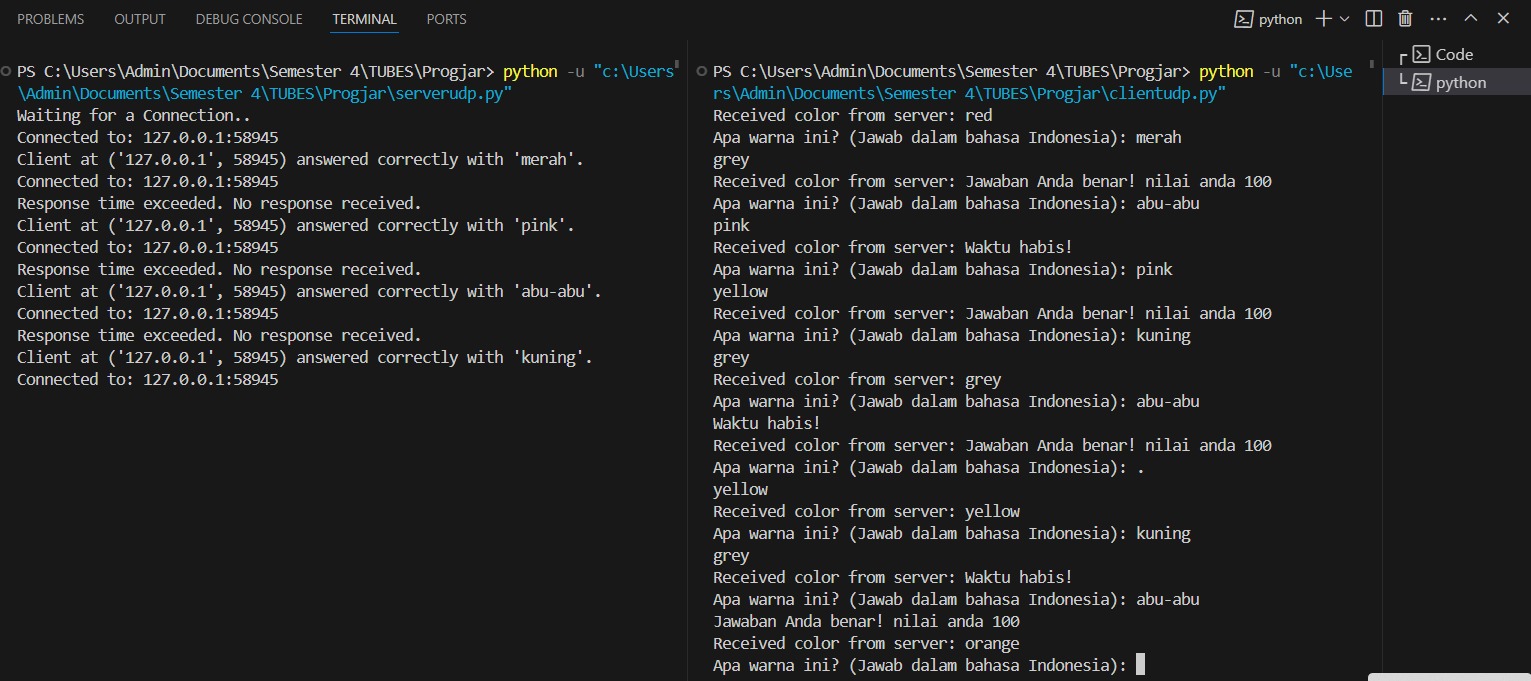 PROBLEMS OUTPUT DEBUG CONSOLE TERMINAL PORTS python
PS C:\Users\Admin\Documents\Semester 4\TUBES\Progjar> python -u "c:\Users
\Admin\Documents\Semester 4\TUBES\Progjar\serverudp.py"
Waiting for a Connection..
Connected to: 127.0.0.1:58945
Client at ('127.0.0.1', 58945) answered correctly with 'merah'.
Connected to: 127.0.0.1:58945
Response time exceeded. No response received.
Client at ('127.0.0.1', 58945) answered correctly with 'pink'.
Connected to: 127.0.0.1:58945
Response time exceeded. No response received.
Client at ('127.0.0.1', 58945) answered correctly with 'abu-abu'.
Connected to: 127.0.0.1:58945
Response time exceeded. No response received.
Client at ('127.0.0.1', 58945) answered correctly with 'kuning'.
Connected to: 127.0.0.1:58945
PS C:\Users\Admin\Documents\Semester 4\TUBES\Progjar> python -u "c:\Use
rs\Admin\Documents\Semester 4\TUBES\Progjar\clientudp.py"
Received color from server: red
Apa warna ini? (Jawab dalam bahasa Indonesia): merah
grey
Received color from server: Jawaban Anda benar! nilai anda 100
Apa warna ini? (Jawab dalam bahasa Indonesia): abu-abu
pink
Received color from server: Waktu habis!
Apa warna ini? (Jawab dalam bahasa Indonesia): pink
yellow
Received color from server: Jawaban Anda benar! nilai anda 100
Apa warna ini? (Jawab dalam bahasa Indonesia): kuning
grey
Received color from server: grey
Apa warna ini? (Jawab dalam bahasa Indonesia): abu-abu
Waktu habis!
Received color from server: Jawaban Anda benar! nilai anda 100
Apa warna ini? (Jawab dalam bahasa Indonesia): .
yellow
Received color from server: yellow
Apa warna ini? (Jawab dalam bahasa Indonesia): kuning
grey
Received color from server: Waktu habis!
Apa warna ini? (Jawab dalam bahasa Indonesia): abu-abu
Jawaban Anda benar! nilai anda 100
Received color from server: orange
Apa warna ini? (Jawab dalam bahasa Indonesia):
Code
python